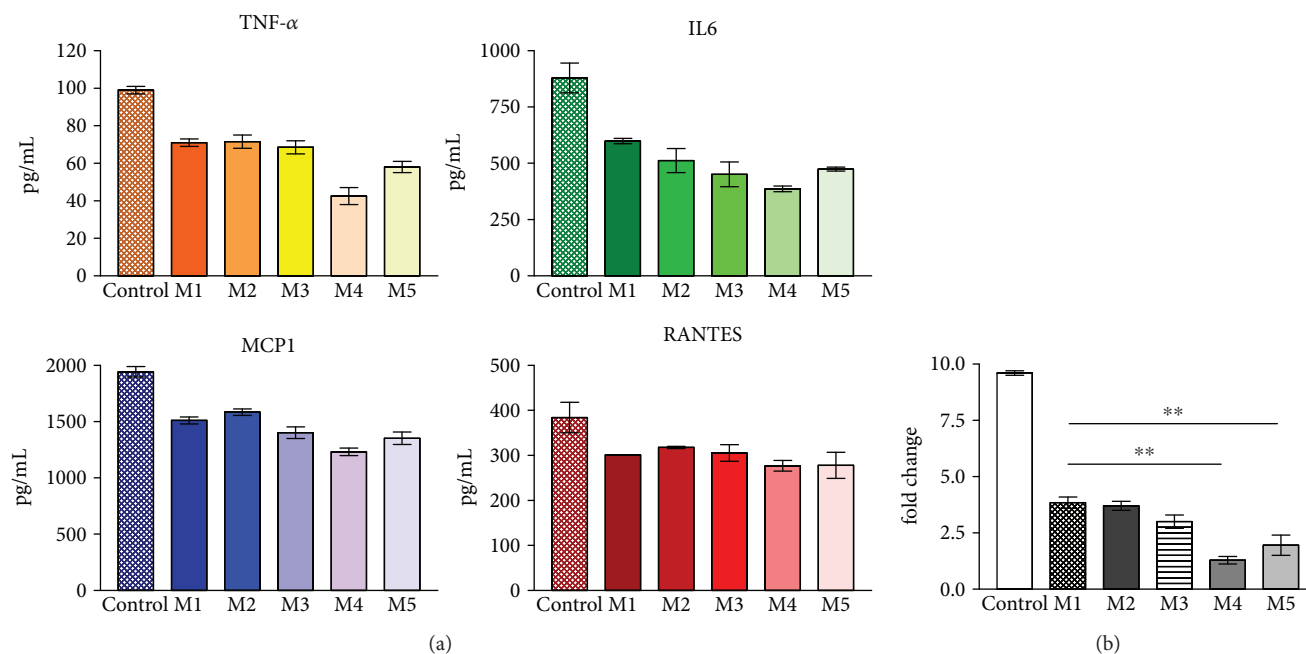 TNF-α
120
100
80
60
40
20
0
pg/mL
Control M1 M2 M3 M4 M5
IL6
1000
750
500
250
0
pg/mL
Control M1 M2 M3 M4 M5
MCP1
2000
1500
1000
500
0
pg/mL
Control M1 M2 M3 M4 M5
RANTES
500
400
300
200
100
0
pg/mL
Control M1 M2 M3 M4 M5
(a)
10.0
7.5
5.0
2.5
0.0
fold change
**
**
Control M1 M2 M3 M4 M5
(b)